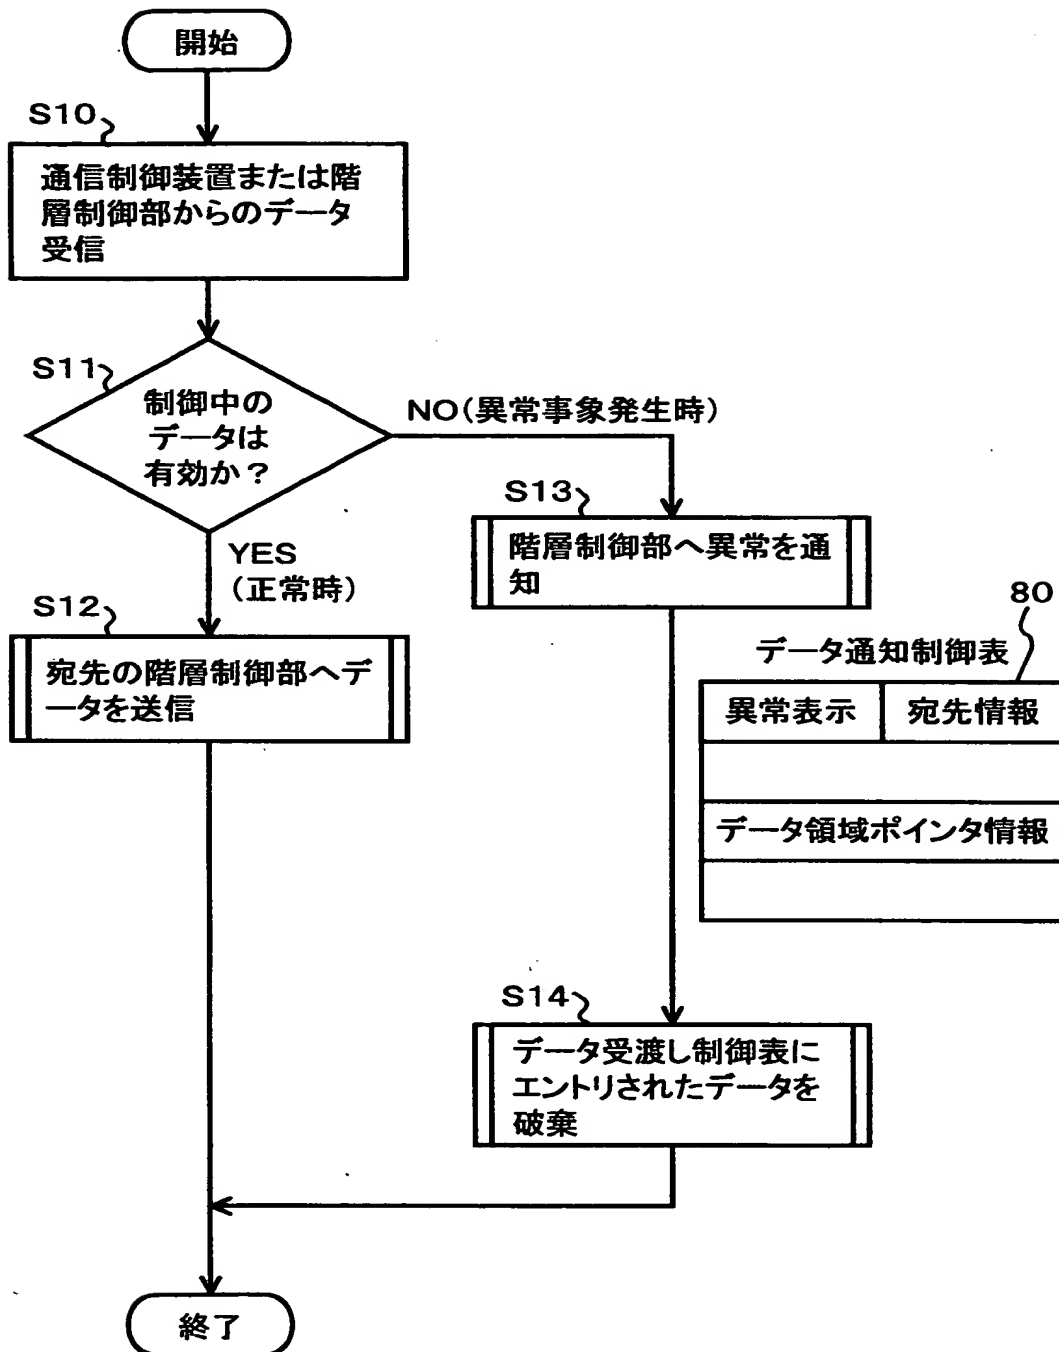 開始
S10
通信制御装置または階
層制御部からのデータ
受信
S11
制御中の
データは
有効か？
NO(異常事象発生時)
YES
(正常時)
S12
宛先の階層制御部へデ
ータを送信
S13
階層制御部へ異常を通
知
80
データ通知制御表
異常表示
宛先情報
データ領域ポインタ情報
S14
データ受渡し制御表に
エントリされたデータを
破棄
終了